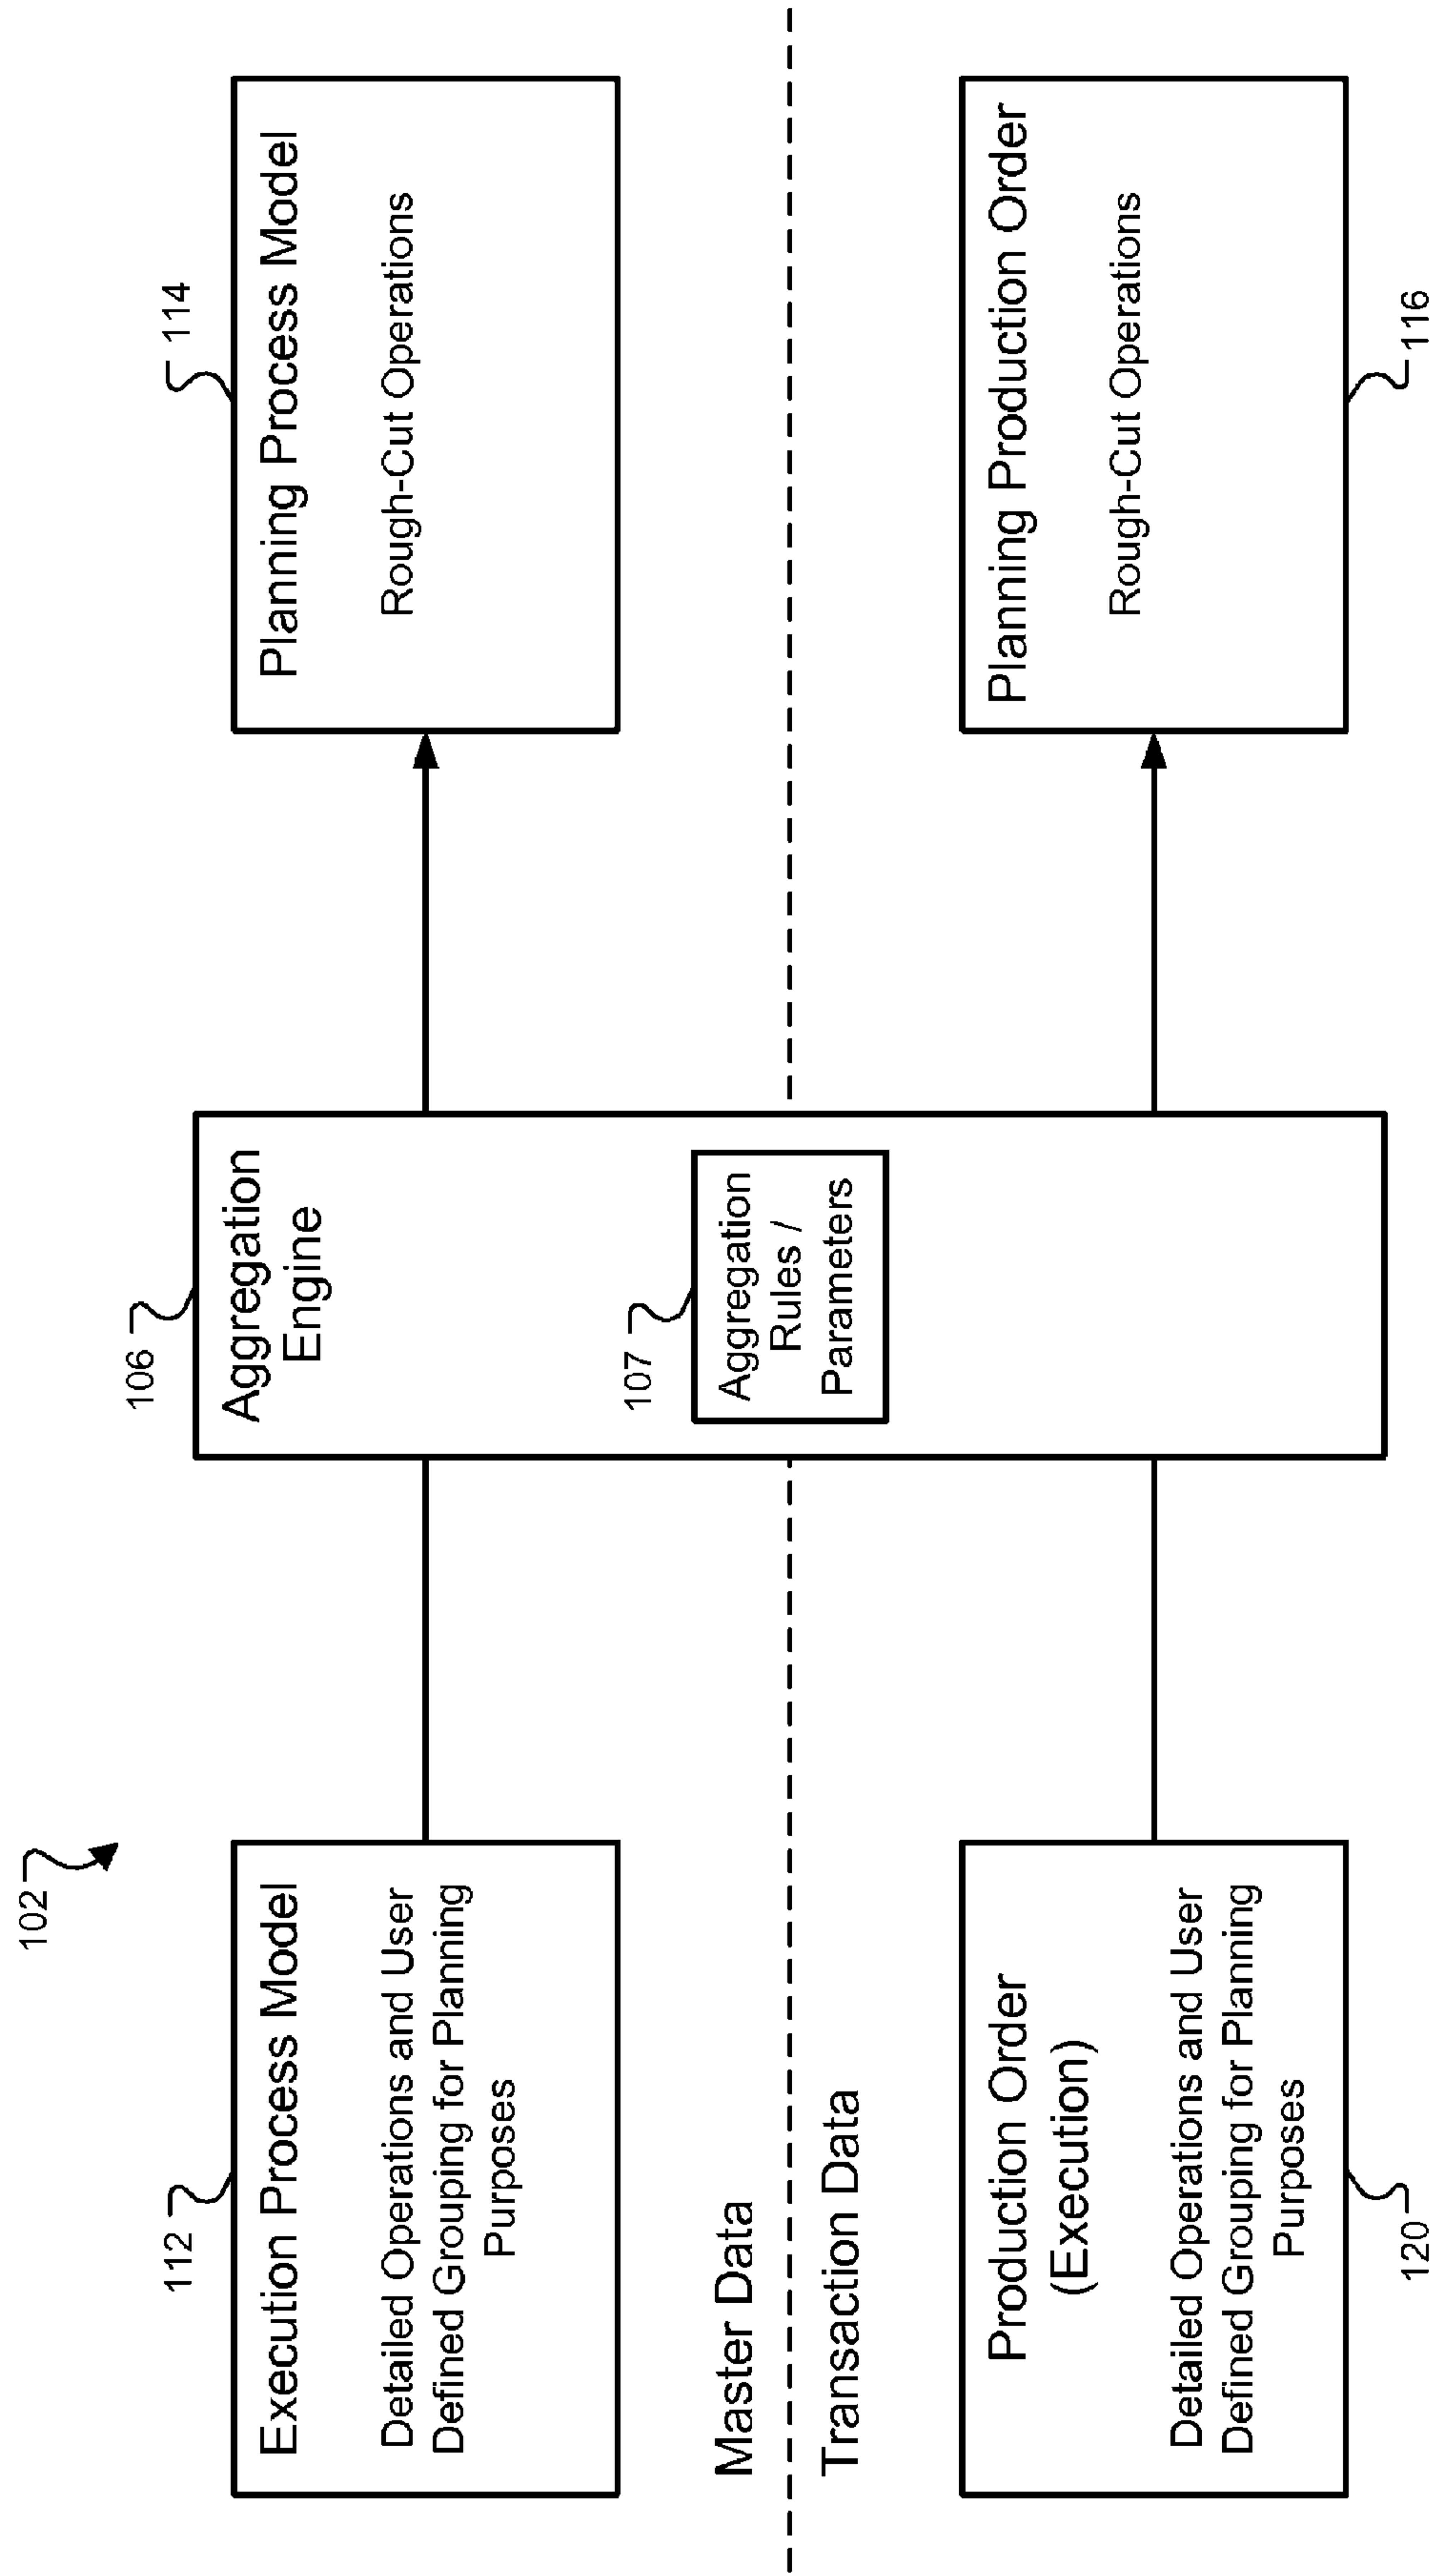 102
112
Execution Process Model
Detailed Operations and User
Defined Grouping for Planning
Purposes
106
Aggregation
Engine
114
Planning Process Model
Rough-Cut Operations
Master Data
107
Aggregation
Rules /
Parameters
Transaction Data
Production Order
(Execution)
Detailed Operations and User
Defined Grouping for Planning
Purposes
120
Planning Production Order
Rough-Cut Operations
116